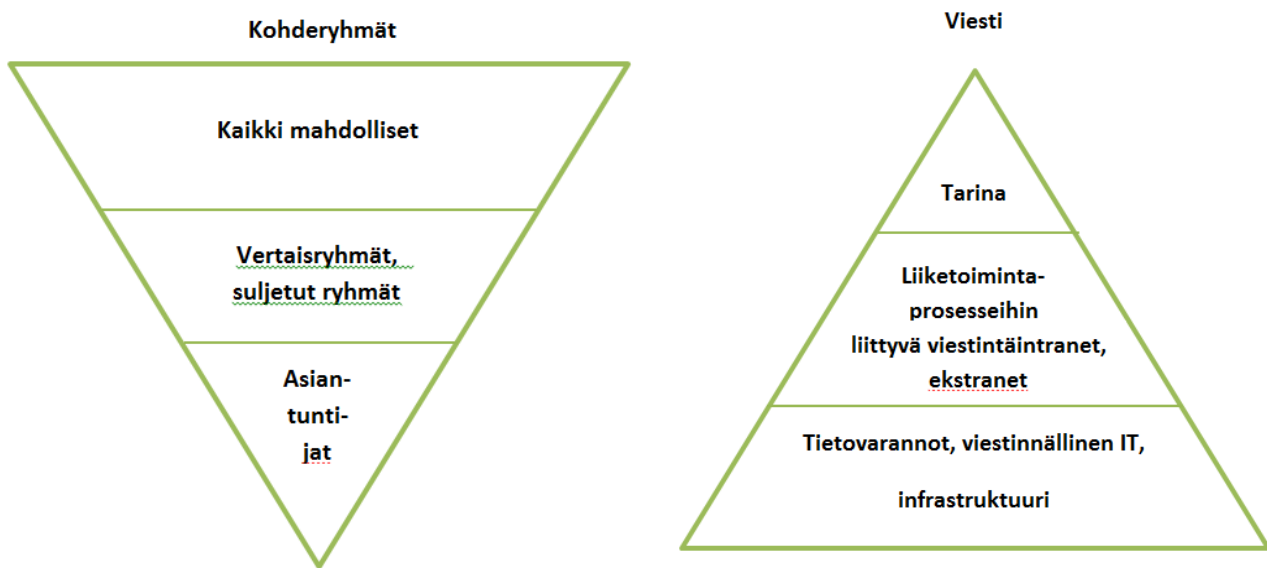 Kohderyhmät
Kaikki mahdolliset
Vertaisryhmät,
suljetut ryhmät
Asian-
tunti-
jat
Viesti
Tarina
Liiketoiminta-
prosesseihin
liittyvä viestintäintranet,
ekstranet
Tietovarannot, viestinnällinen IT,
infrastruktuuri